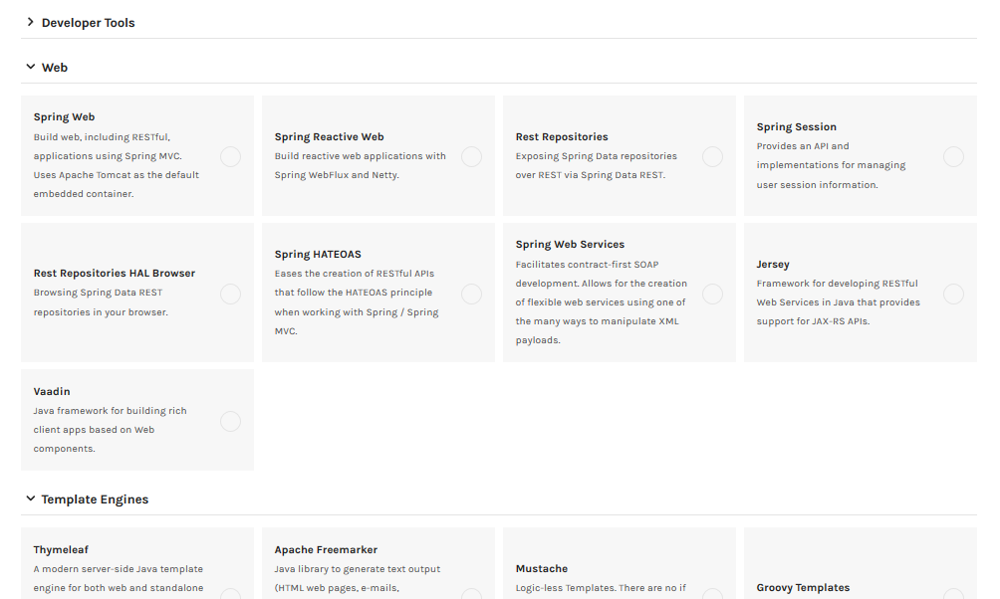 Developer Tools
Web
Spring Web
Build web, including RESTful,
applications using Spring MVC.
Uses Apache Tomcat as the default
embedded container.
Spring Reactive Web
Build reactive web applications with
Spring WebFlux and Netty.
Rest Repositories
Exposing Spring Data repositories
over REST via Spring Data REST.
Spring Session
Provides an API and
implementations for managing
user session information.
Rest Repositories HAL Browser
Browsing Spring Data REST
repositories in your browser.
Spring HATEOAS
Eases the creation of RESTful APIs
that follow the HATEOAS principle
when working with Spring / Spring
MVC.
Spring Web Services
Facilitates contract-first SOAP
development. Allows for the creation
of flexible web services using one of
the many ways to manipulate XML
payloads.
Jersey
Framework for developing RESTful
Web Services in Java that provides
support for JAX-RS APIs.
Vaadin
Java framework for building rich
client apps based on Web
components.
Template Engines
Thymeleaf
A modern server-side Java template
engine for both web and standalone
Apache Freemarker
Java library to generate text output
(HTML web pages, e-mails,
Mustache
Logic-less Templates. There are no if
Groovy Templates